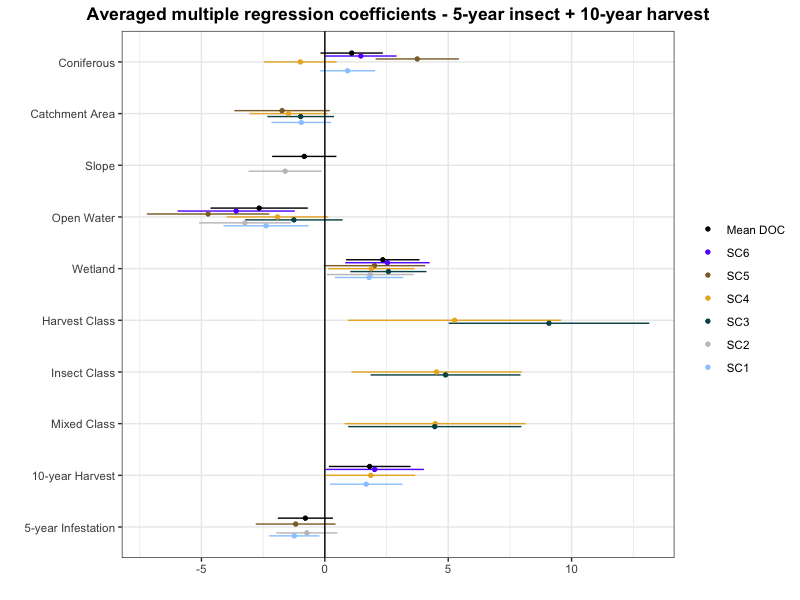 Averaged multiple regression coefficients - 5-year insect + 10-year harvest
Coniferous
Catchment Area
Slope
Open Water
Wetland
Harvest Class
Insect Class
Mixed Class
10-year Harvest
5-year Infestation
-5
0
5
10
Mean DOC
SC6
SC5
SC4
SC3
SC2
SC1